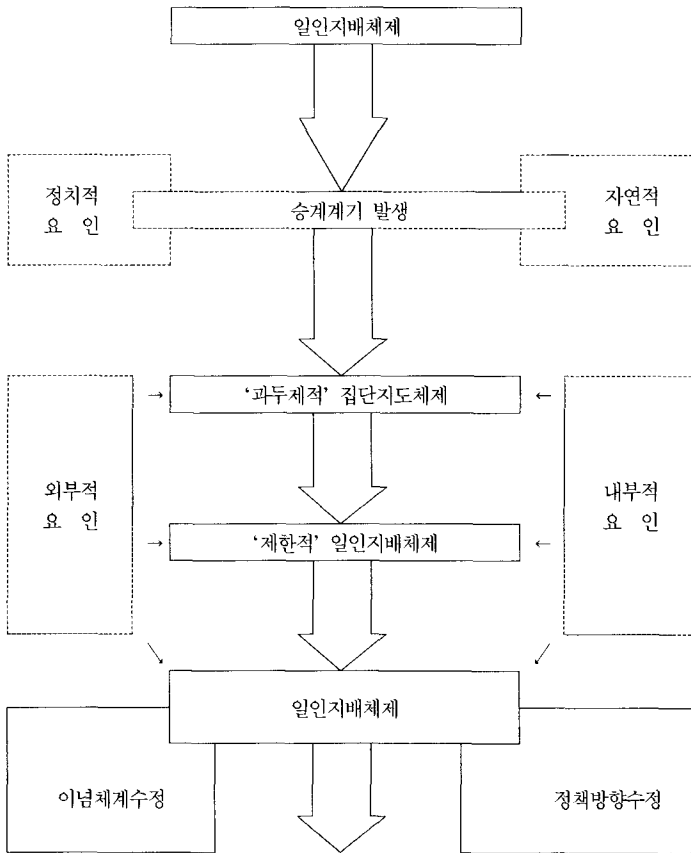 일인지배체제
정치적
요 인
승계계기 발생
자연적
요 인
→ ‘과두제적’ 집단지도체제 ←
외부적
요 인
내부적
요 인
→ ‘제한적’ 일인지배체제 ←
↘ ↙
일인지배체제
이념체계수정
정책방향수정